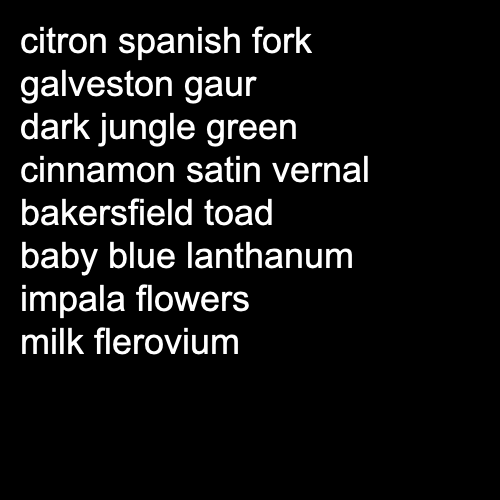 citron spanish fork
galveston gaur
dark jungle green
cinnamon satin vernal
bakersfield toad
baby blue lanthanum
impala flowers
milk flerovium